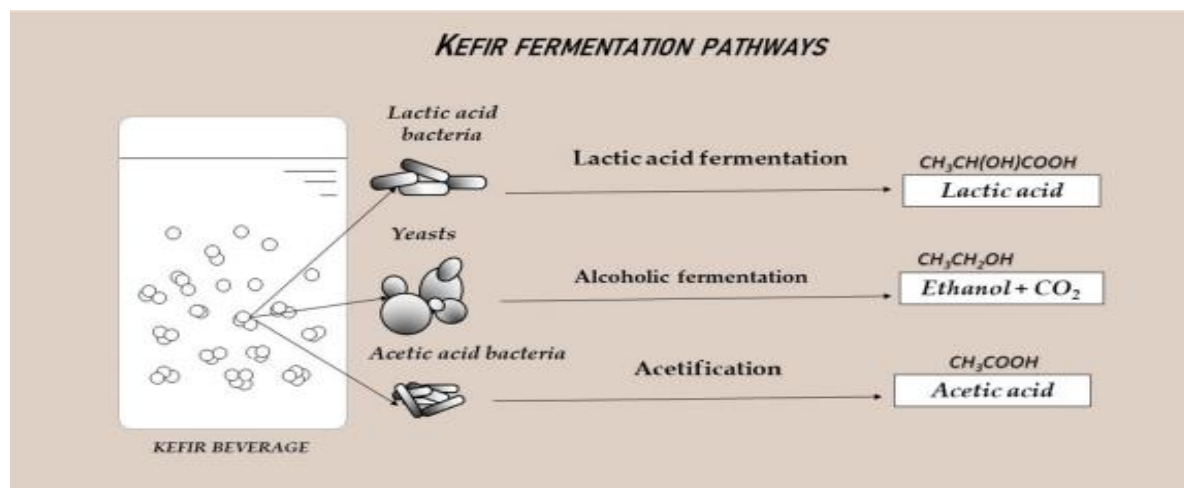 KEFIR FERMENTATION PATHWAYS
Lactic acid
bacteria
Lactic acid fermentation
CH₃CH(OH)COOH
Lactic acid
Yeasts
Alcoholic fermentation
CH₃CH₂OH
Ethanol + CO₂
Acetic acid bacteria
Acetification
CH₃COOH
Acetic acid
KEFIR BEVERAGE